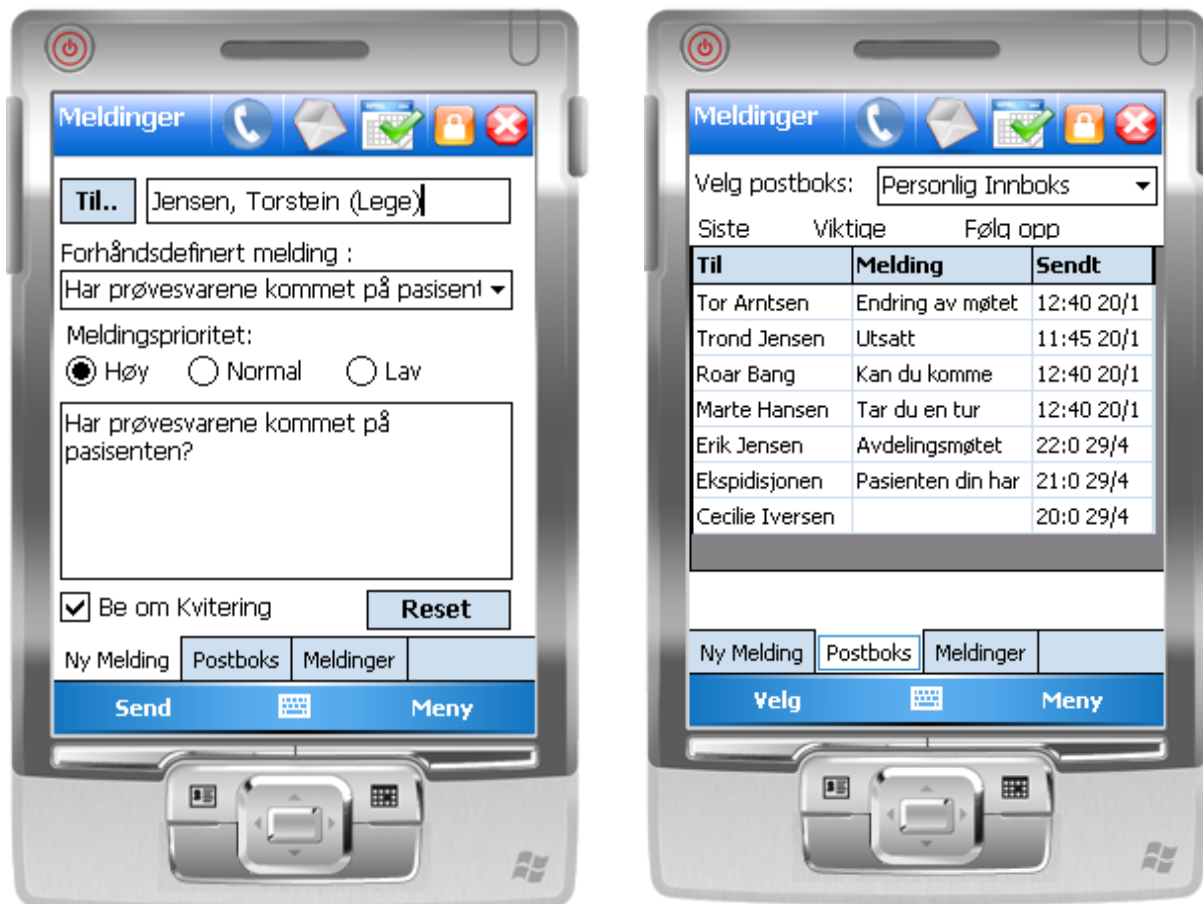 Meldinger
Til..
Jensen, Torstein (Lege)
Forhåndsdefinert melding :
Har prøvesvarene kommet på pasisent
Meldingsprioritet:
Høy Normal Lav
Har prøvesvarene kommet på
pasisenten?
Be om Kvitering Reset
Ny Melding Postboks Meldinger
Send Meny
Meldinger
Velg postboks: Personlig Innboks
Siste Viktige Følg opp
Til Melding Sendt
Tor Arntsen Endring av møtet 12:40 20/1
Trond Jensen Utsatt 11:45 20/1
Roar Bang Kan du komme 12:40 20/1
Marte Hansen Tar du en tur 12:40 20/1
Erik Jensen Avdelingsmøtet 22:0 29/4
Ekspidisjonen Pasienten din har 21:0 29/4
Cecilie Iversen 20:0 29/4
Ny Melding Postboks Meldinger
Velg Meny